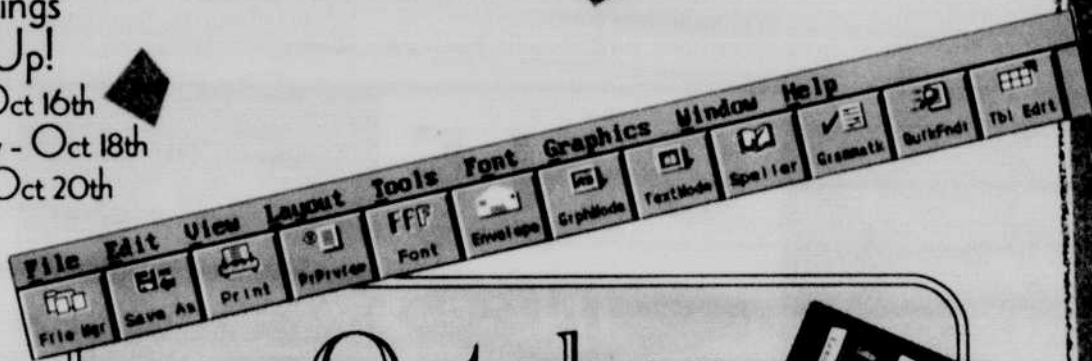 ings
Up!
Oct 16th
- Oct 18th
Oct 20th
File Edit View Layout Tools Font Graphics Window Help
File Mgr Save As Print PrPrview Font Envelope GrphMode TextMode Speller Grammatk QuikFndr Tbl Edit